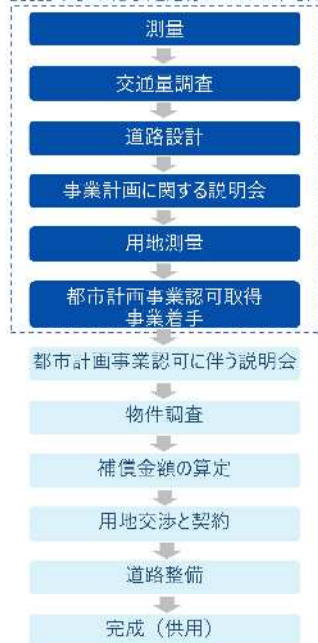 測量
交通量調査
道路設計
事業計画に関する説明会
用地測量
都市計画事業認可取得
事業着手
都市計画事業認可に伴う説明会
物件調査
補償金額の算定
用地交渉と契約
道路整備
完成（供用）